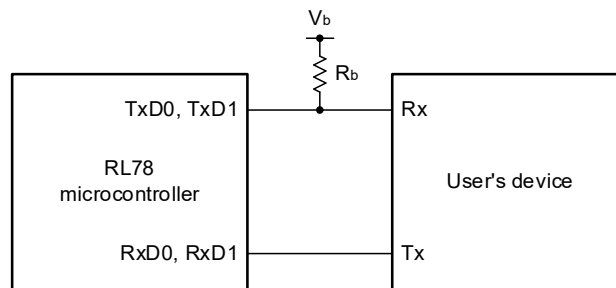 Vb
Rb
TxD0, TxD1
Rx
RL78
microcontroller
User's device
RxD0, RxD1
Tx